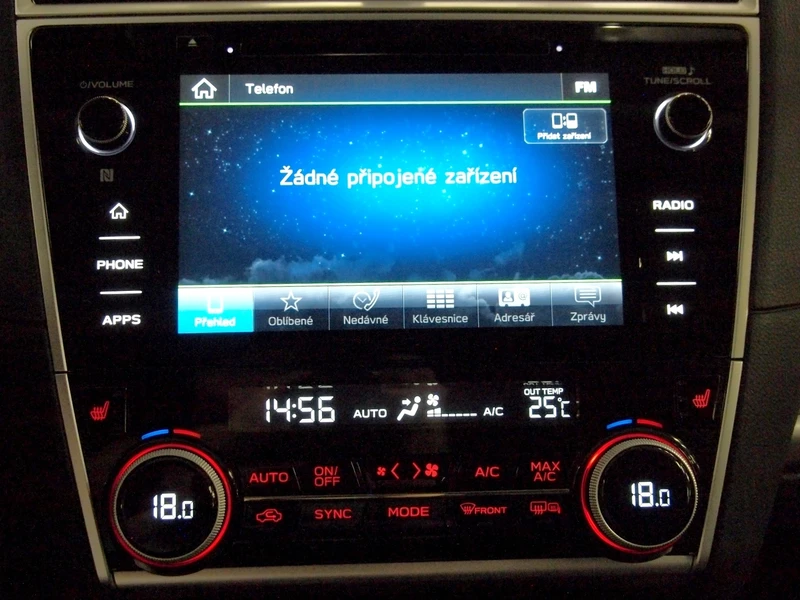 ⏻/VOLUME
TUNE/SCROLL
Telefon
FM
Přidat zařízení
Žádné připojené zařízení
PHONE
APPS
RADIO
Přehled
Oblíbené
Nedávné
Klávesnice
Adresář
Zprávy
14:56
AUTO
A/C
OUT TEMP
25°C
18.0
18.0
AUTO
ON/
OFF
A/C
MAX
A/C
SYNC
MODE
FRONT